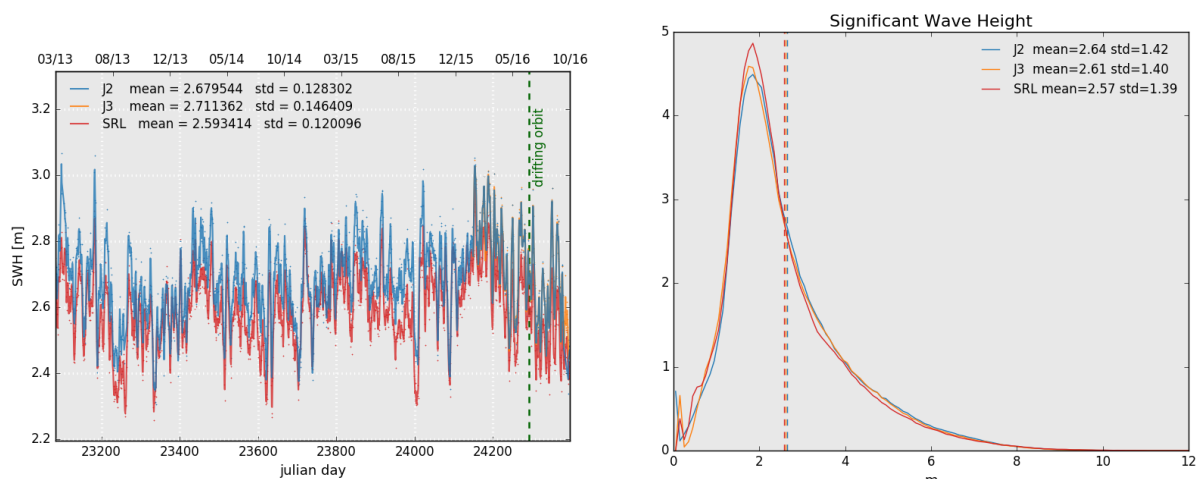 03/13 08/13 12/13 05/14 10/14 03/15 08/15 12/15 05/16 10/16
J2 mean = 2.679544 std = 0.128302
J3 mean = 2.711362 std = 0.146409
SRL mean = 2.593414 std = 0.120096
drifting orbit
SWH [m]
3.2
3.0
2.8
2.6
2.4
2.2
23200 23400 23600 23800 24000 24200
julian day
Significant Wave Height
J2 mean=2.64 std=1.42
J3 mean=2.61 std=1.40
SRL mean=2.57 std=1.39
5
4
3
2
1
0
0 2 4 6 8 10 12